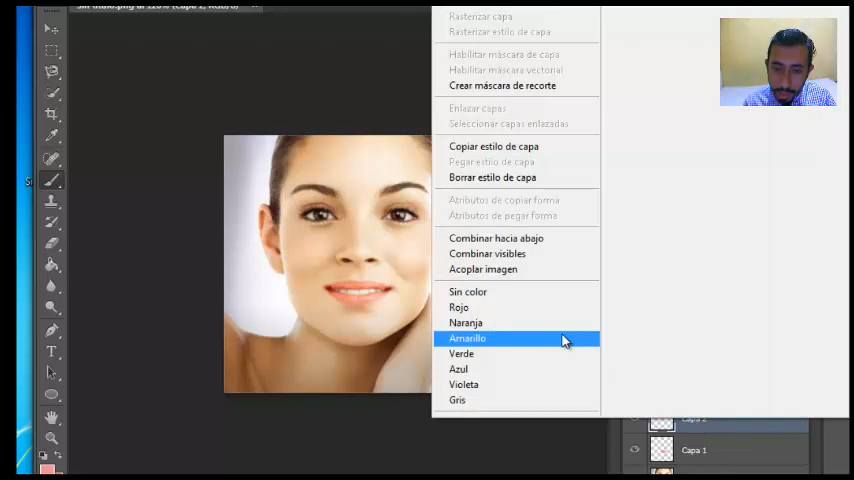 Rasterizar capa
Rasterizar estilo de capa
Habilitar máscara de capa
Habilitar máscara vectorial
Crear máscara de recorte
Enlazar capas
Seleccionar capas enlazadas
Copiar estilo de capa
Pegar estilo de capa
Borrar estilo de capa
Atributos de copiar forma
Atributos de pegar forma
Combinar hacia abajo
Combinar visibles
Acoplar imagen
Sin color
Rojo
Naranja
Amarillo
Verde
Azul
Violeta
Gris
Capa 2
Capa 1